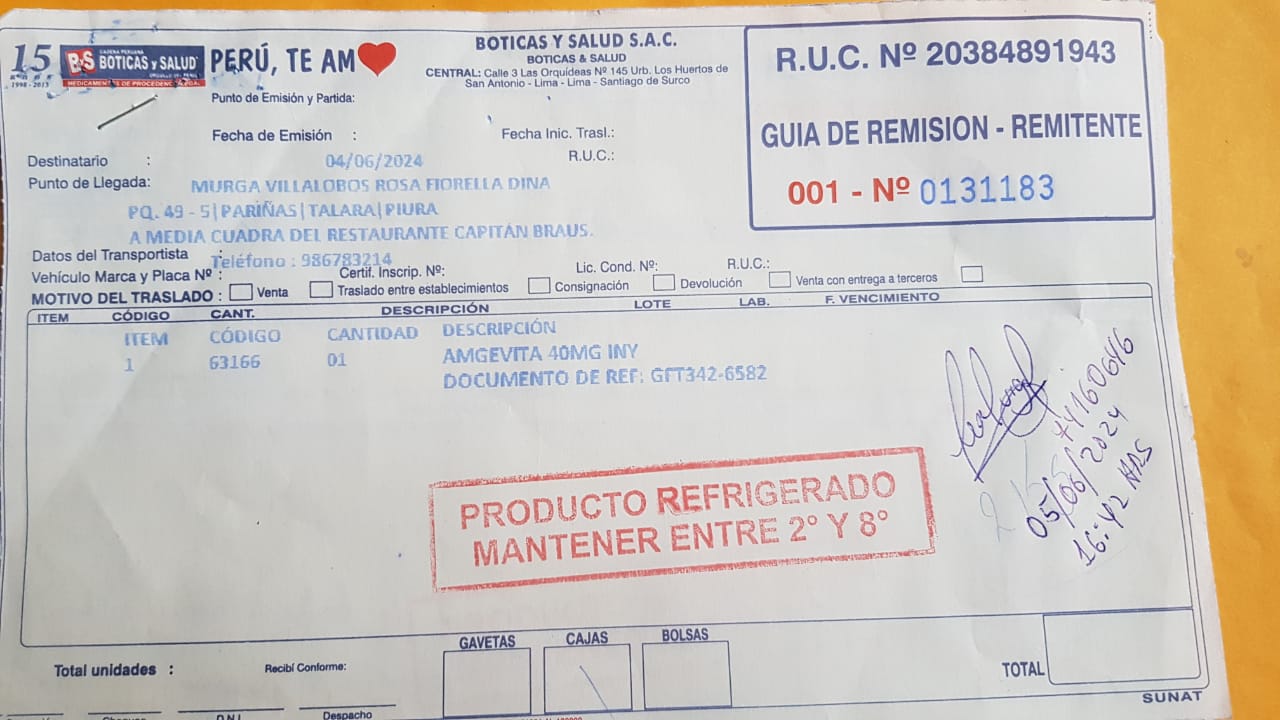 15 CADENA PERUANA
B&S BOTICAS Y SALUD
ORGULLO DEL PERÚ
MEDICAMENTOS DE PROCEDENCIA LEGAL
1998 - 2013
PERÚ, TE AM
BOTICAS Y SALUD S.A.C.
BOTICAS & SALUD
CENTRAL: Calle 3 Las Orquídeas Nº 145 Urb. Los Huertos de
San Antonio - Lima - Lima - Santiago de Surco
R.U.C. Nº 20384891943
GUIA DE REMISION - REMITENTE
001 - Nº 0131183
Punto de Emisión y Partida:
Fecha de Emisión : Fecha Inic. Trasl.:
Destinatario : 04/06/2024 R.U.C.:
Punto de Llegada: MURGA VILLALOBOS ROSA FIORELLA DINA
PQ. 49 - 5|PARIÑAS|TALARA|PIURA
A MEDIA CUADRA DEL RESTAURANTE CAPITÁN BRAUS.
Datos del Transportista : Teléfono : 986783214
Vehículo Marca y Placa Nº : Certif. Inscrip. Nº: Lic. Cond. Nº: R.U.C.:
MOTIVO DEL TRASLADO : Venta Traslado entre establecimientos Consignación Devolución Venta con entrega a terceros
ITEM CÓDIGO CANT. DESCRIPCIÓN LOTE LAB. F. VENCIMIENTO
ITEM CÓDIGO CANTIDAD DESCRIPCIÓN
1 63166 01 AMGEVITA 40MG INY
DOCUMENTO DE REF: GFT342-6582
74160646
05/06/2024
16:42 HRS
PRODUCTO REFRIGERADO
MANTENER ENTRE 2° Y 8°
GAVETAS CAJAS BOLSAS
Total unidades : Recibí Conforme: TOTAL
SUNAT
D.N.I. Despacho